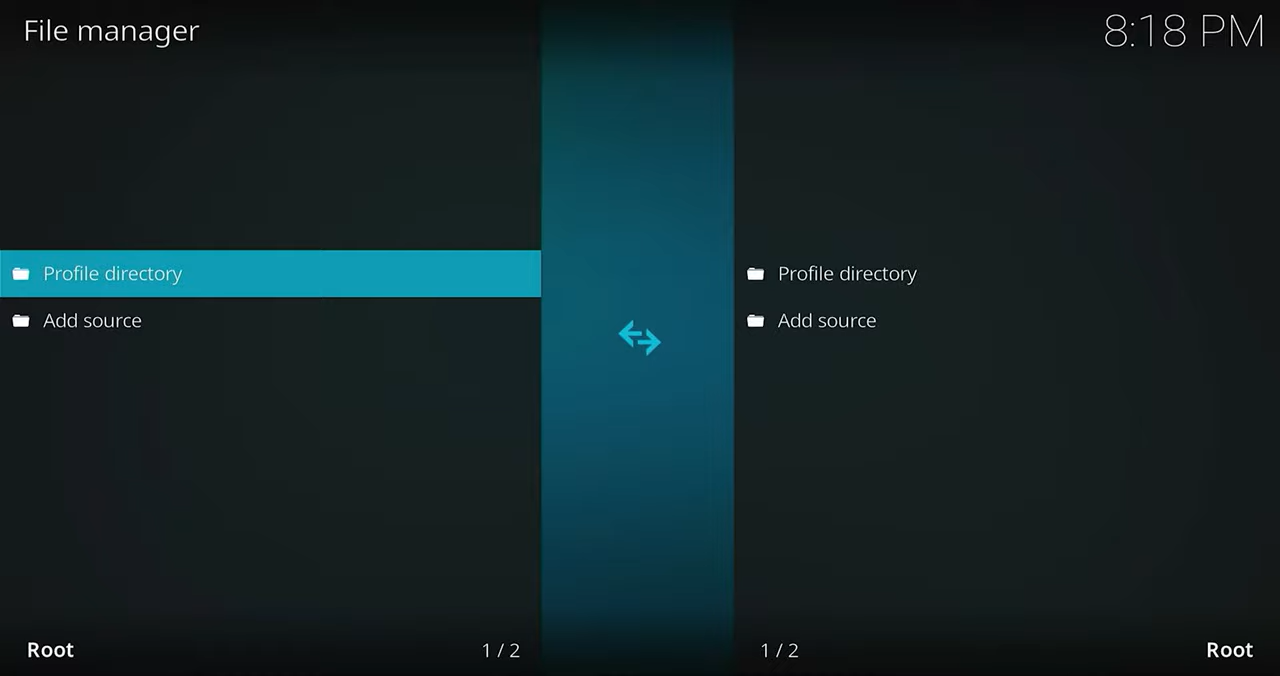 File manager
8:18 PM
Profile directory
Add source
Profile directory
Add source
Root
1 / 2
1 / 2
Root